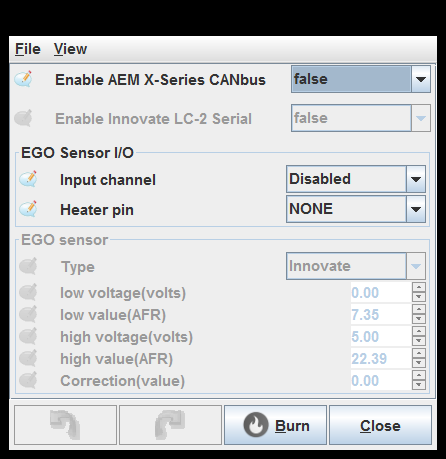 File View
Enable AEM X-Series CANbus false
Enable Innovate LC-2 Serial false
EGO Sensor I/O
Input channel Disabled
Heater pin NONE
EGO sensor
Type Innovate
low voltage(volts) 0.00
low value(AFR) 7.35
high voltage(volts) 5.00
high value(AFR) 22.39
Correction(value) 0.00
Burn Close